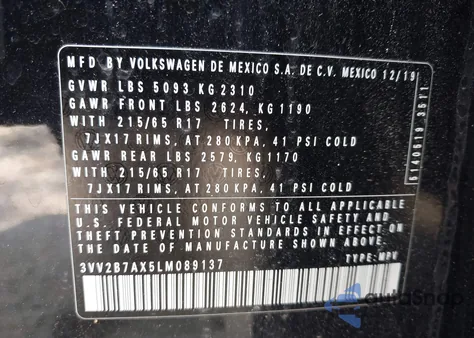 MFD BY VOLKSWAGEN DE MEXICO S.A. DE C.V. MEXICO 12/19
GVWR LBS 5093 KG 2310
GAWR FRONT LBS 2624, KG 1190
WITH 215/65 R17 TIRES,
7JX17 RIMS, AT 280 KPA, 41 PSI COLD
GAWR REAR LBS 2579, KG 1170
WITH 215/65 R17 TIRES,
7JX17 RIMS, AT 280 KPA, 41 PSI COLD
THIS VEHICLE CONFORMS TO ALL APPLICABLE
U.S. FEDERAL MOTOR VEHICLE SAFETY AND
THEFT PREVENTION STANDARDS IN EFFECT ON
THE DATE OF MANUFACTURE SHOWN ABOVE.
3VV2B7AX5LM089137 TYPE: MPV
autoSnap